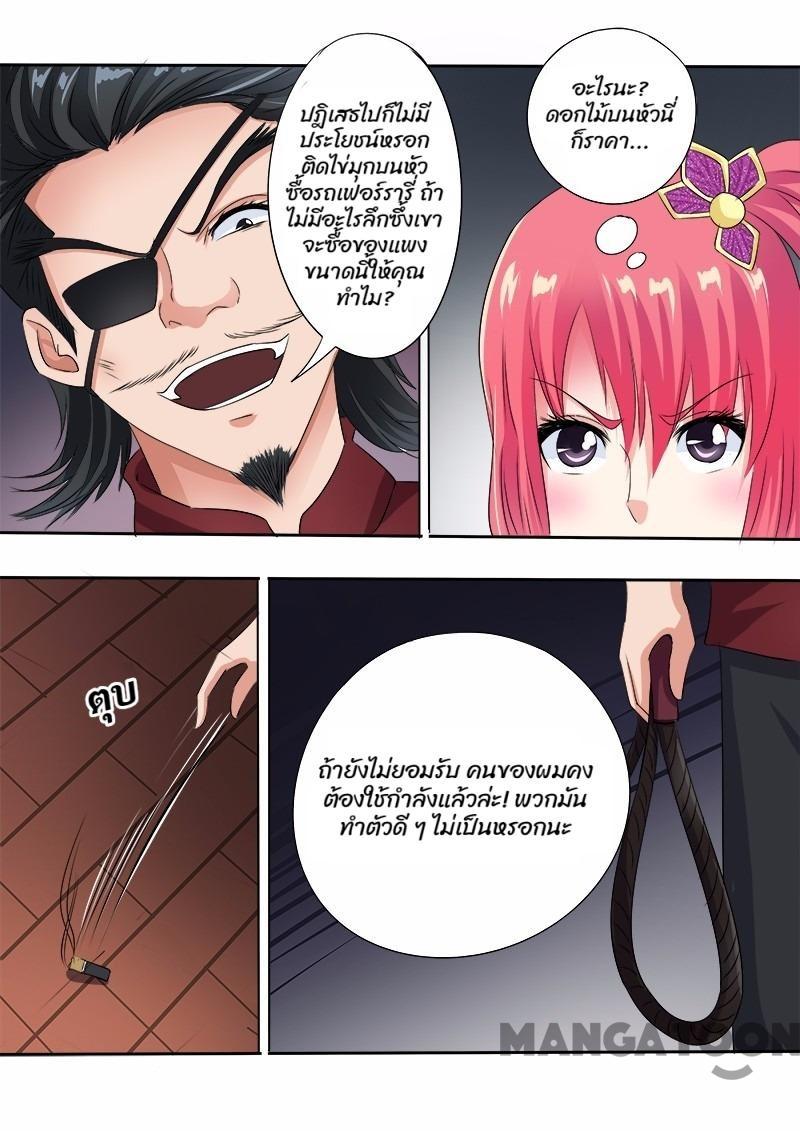 ปฎิเสธไปก็ไม่มี
ประโยชน์หรอก
ติดไข่มุกบนหัว
ซื้อรถเฟอร์รารี่ ถ้า
ไม่มีอะไรลึกซึ้งเขา
จะซื้อของแพง
ขนาดนี้ให้คุณ
ทำไม?
อะไรนะ?
ดอกไม้บนหัวนี่
ก็ราคา...
ตุบ
ถ้ายังไม่ยอมรับ คนของผมคง
ต้องใช้กำลังแล้วล่ะ! พวกมัน
ทำตัวดี ๆ ไม่เป็นหรอกนะ
MANGATOON